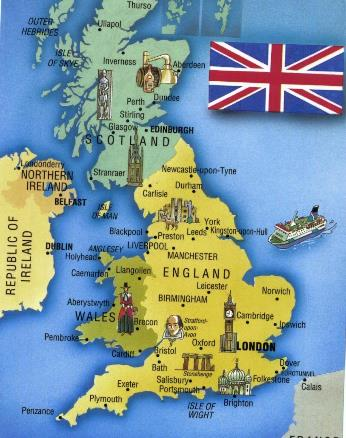 Thurso
OUTER
HEBRIDES
Ullapol
ISLE
OF SKYE
Inverness
Aberdeen
Dundee
Perth
Stirling
Glasgow
EDINBURGH
SCOTLAND
Stranraer
Newcastle-upon-Tyne
Londonderry
NORTHERN
IRELAND
BELFAST
Durham
Carlisle
ISLE
OF MAN
York
Blackpool
Preston
Leeds
Kingston-upon-Hull
REPUBLIC OF
IRELAND
DUBLIN
ANGLESEY
LIVERPOOL
Holyhead
MANCHESTER
Caernarfon
Llangollen
ENGLAND
Leicester
Norwich
Aberystwyth
BIRMINGHAM
WALES
Brecon
Stratford-
upon-
Avon
Cambridge
Ipswich
Pembroke
Oxford
LONDON
Cardiff
Bristol
Bath
Stonehenge
Dover
EUROTUNNEL
Folkestone
Calais
Exeter
Salisbury
Portsmouth
Plymouth
Brighton
Penzance
ISLE OF
WIGHT